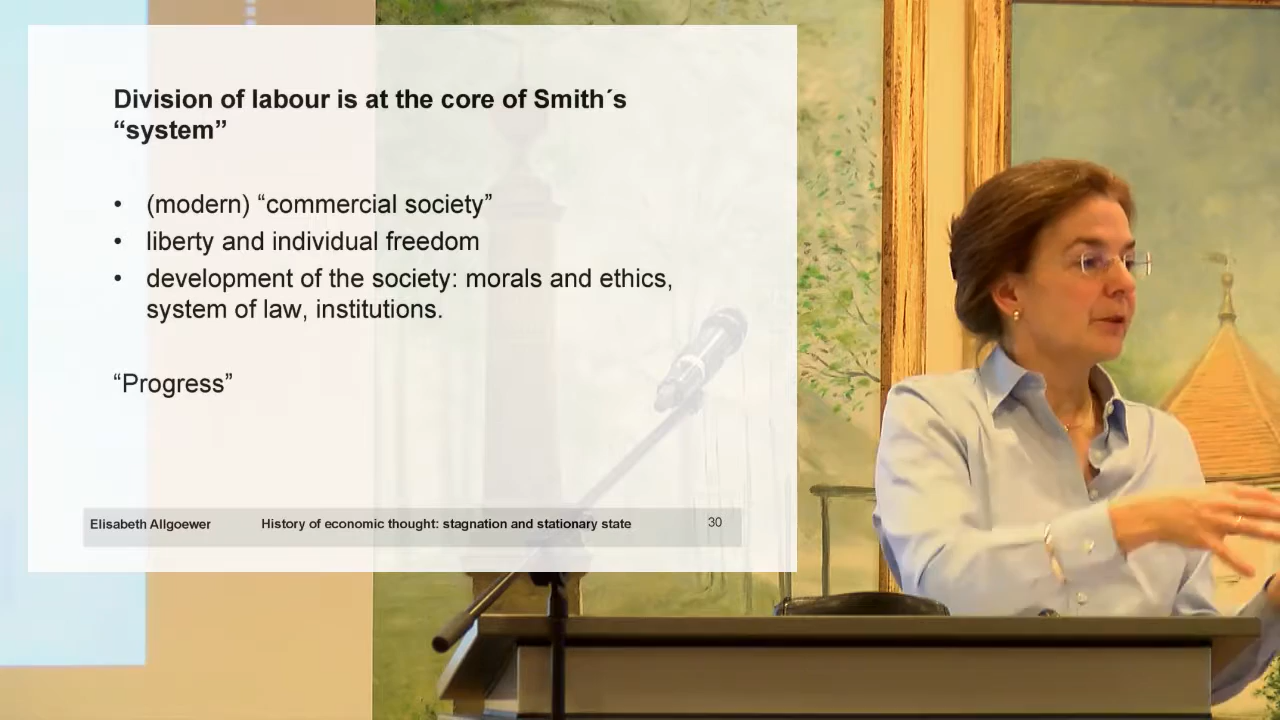 Division of labour is at the core of Smith´s
“system”
• (modern) “commercial society”
• liberty and individual freedom
• development of the society: morals and ethics,
system of law, institutions.
“Progress”
Elisabeth Allgoewer History of economic thought: stagnation and stationary state 30